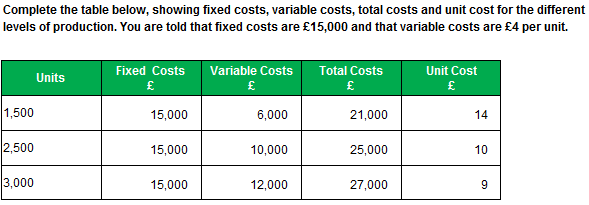 Complete the table below, showing fixed costs, variable costs, total costs and unit cost for the different
levels of production. You are told that fixed costs are £15,000 and that variable costs are £4 per unit.
Units Fixed Costs £ Variable Costs £ Total Costs £ Unit Cost £
1,500 15,000 6,000 21,000 14
2,500 15,000 10,000 25,000 10
3,000 15,000 12,000 27,000 9